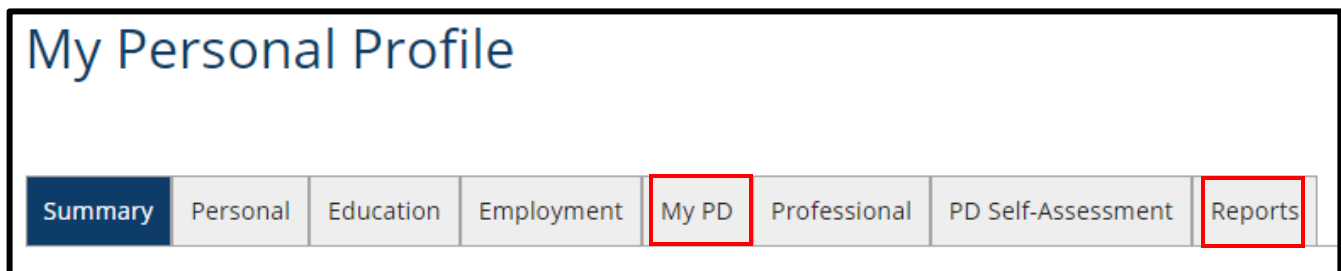 My Personal Profile
Summary Personal Education Employment My PD Professional PD Self-Assessment Reports